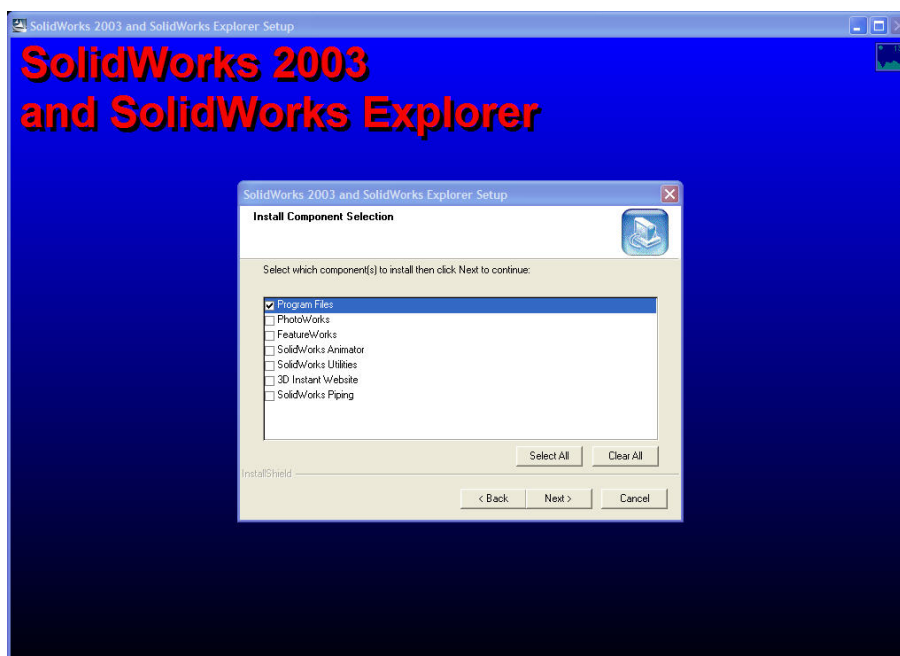 SolidWorks 2003 and SolidWorks Explorer Setup
SolidWorks 2003
and SolidWorks Explorer
SolidWorks 2003 and SolidWorks Explorer Setup
Install Component Selection
Select which component(s) to install then click Next to continue:
Program Files
PhotoWorks
FeatureWorks
SolidWorks Animator
SolidWorks Utilities
3D Instant Website
SolidWorks Piping
Select All Clear All
InstallShield
< Back Next > Cancel